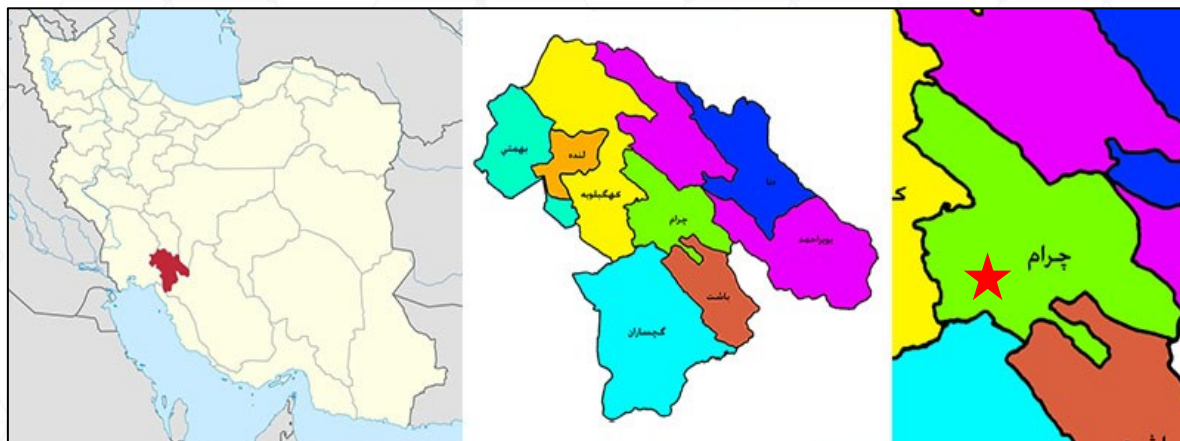 بهمئی
لنده
کهگیلویه
دنا
چرام
بویراحمد
باشت
گچساران
چرام